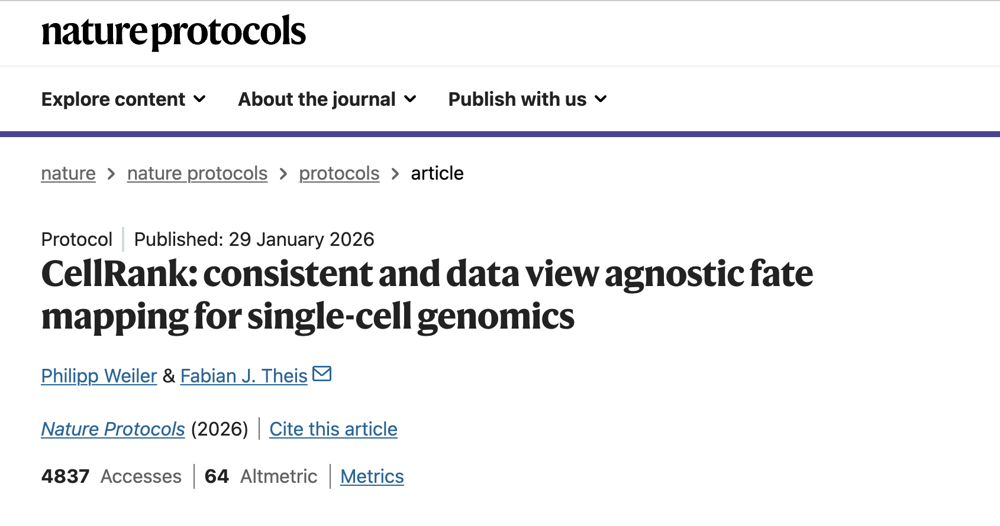 nature protocols
Explore content About the journal Publish with us
nature > nature protocols > protocols > article
Protocol | Published: 29 January 2026
CellRank: consistent and data view agnostic fate
mapping for single-cell genomics
Philipp Weiler & Fabian J. Theis
Nature Protocols (2026) | Cite this article
4837 Accesses | 64 Altmetric | Metrics